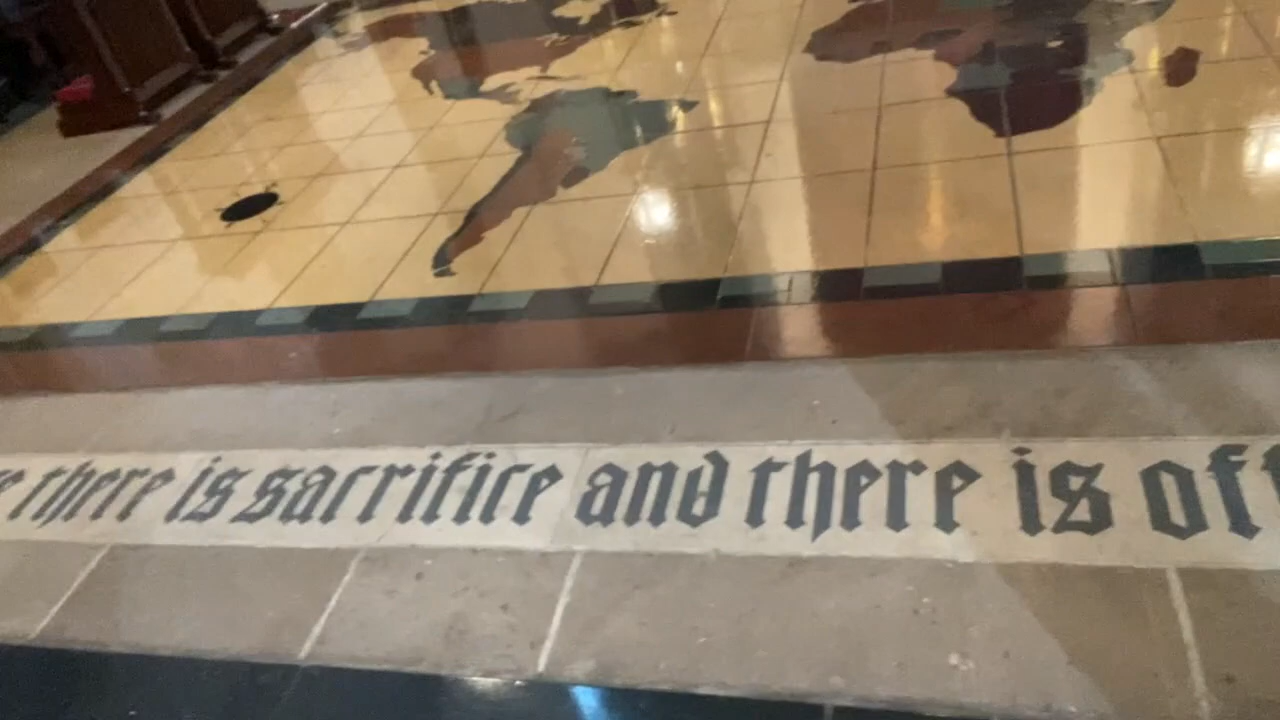 there is sacrifice and there is